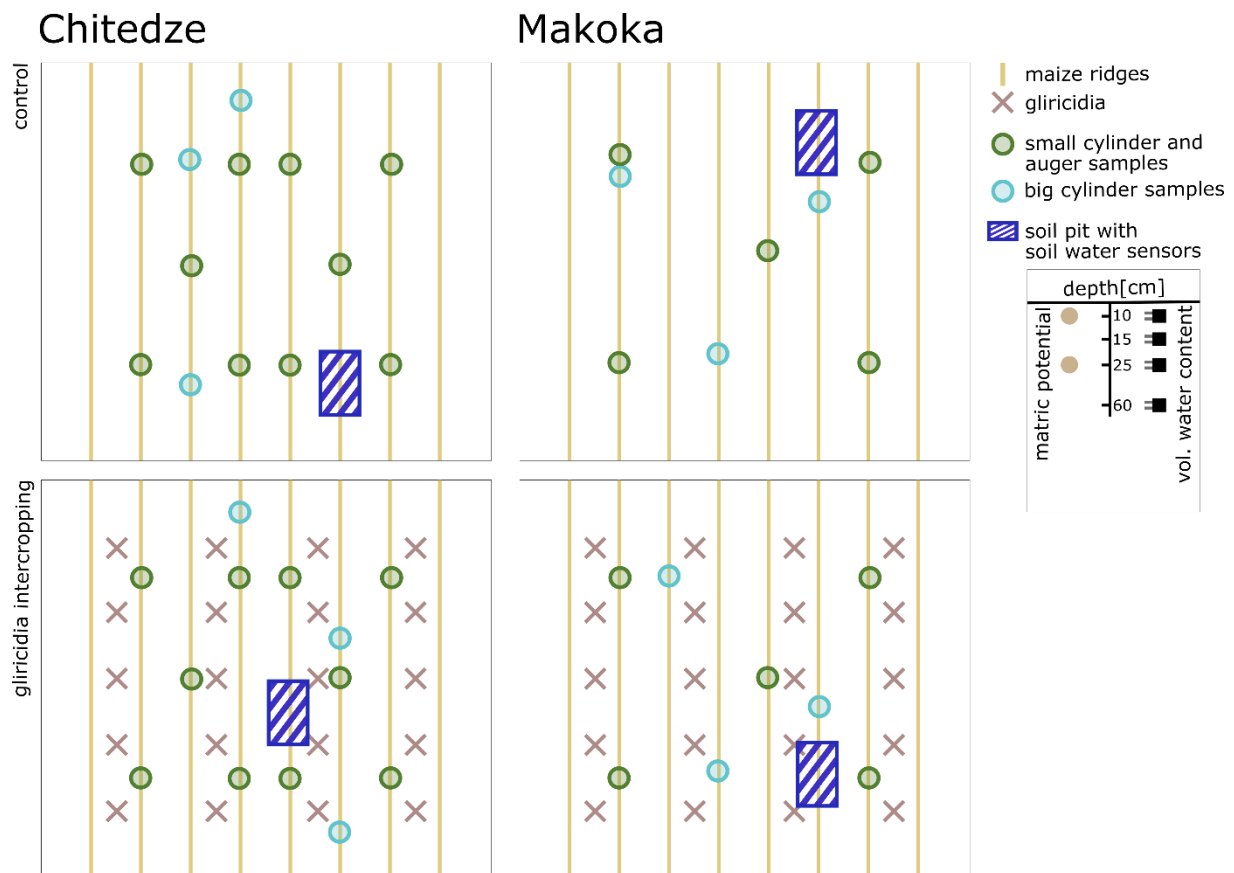 Chitedze
Makoka
control
gliricidia intercropping
maize ridges
gliricidia
small cylinder and
auger samples
big cylinder samples
soil pit with
soil water sensors
depth[cm]
matric potential
10
15
25
60
vol. water content